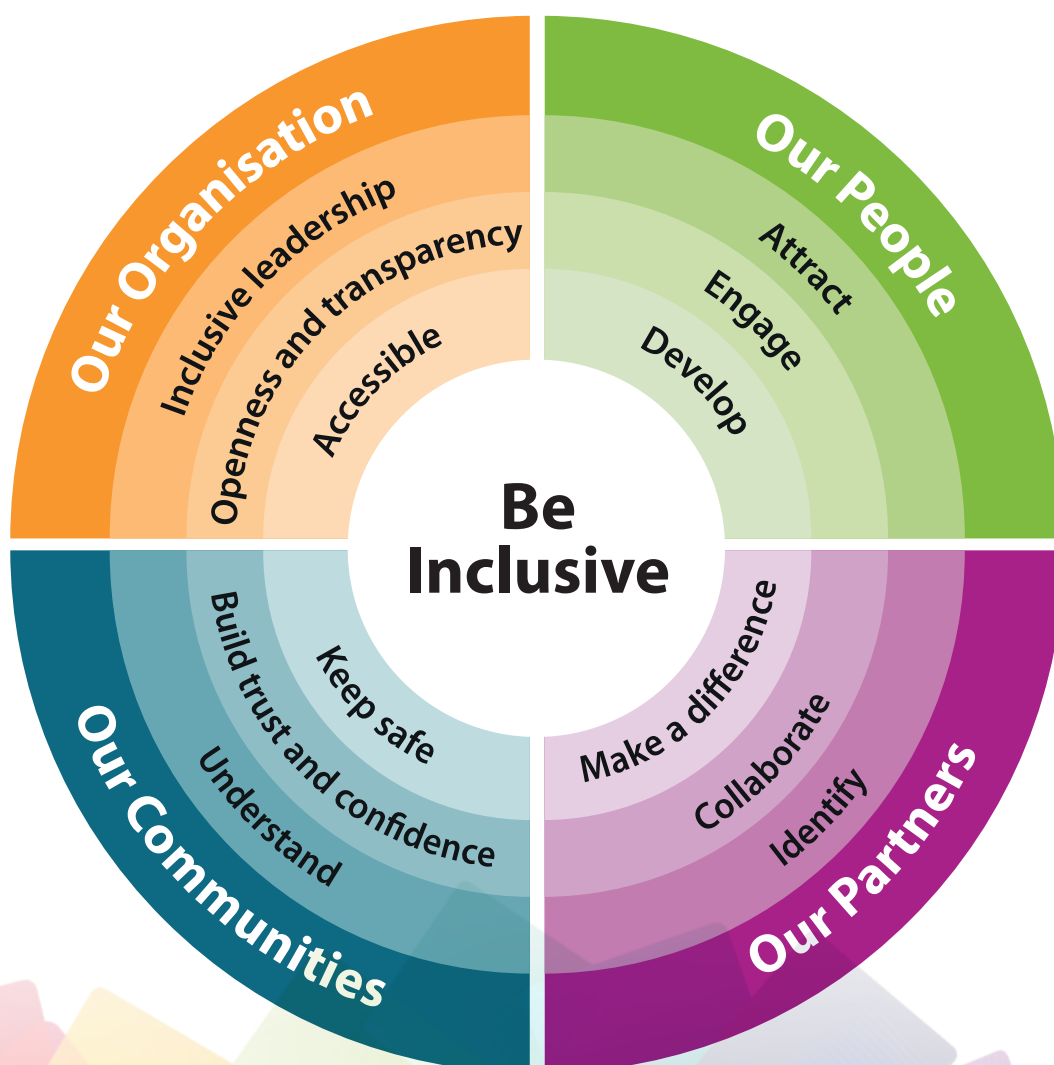 Our Organisation
Inclusive leadership
Openness and transparency
Accessible
Our People
Attract
Engage
Develop
Be
Inclusive
Our Communities
Understand
Build trust and confidence
Keep safe
Our Partners
Identify
Collaborate
Make a difference